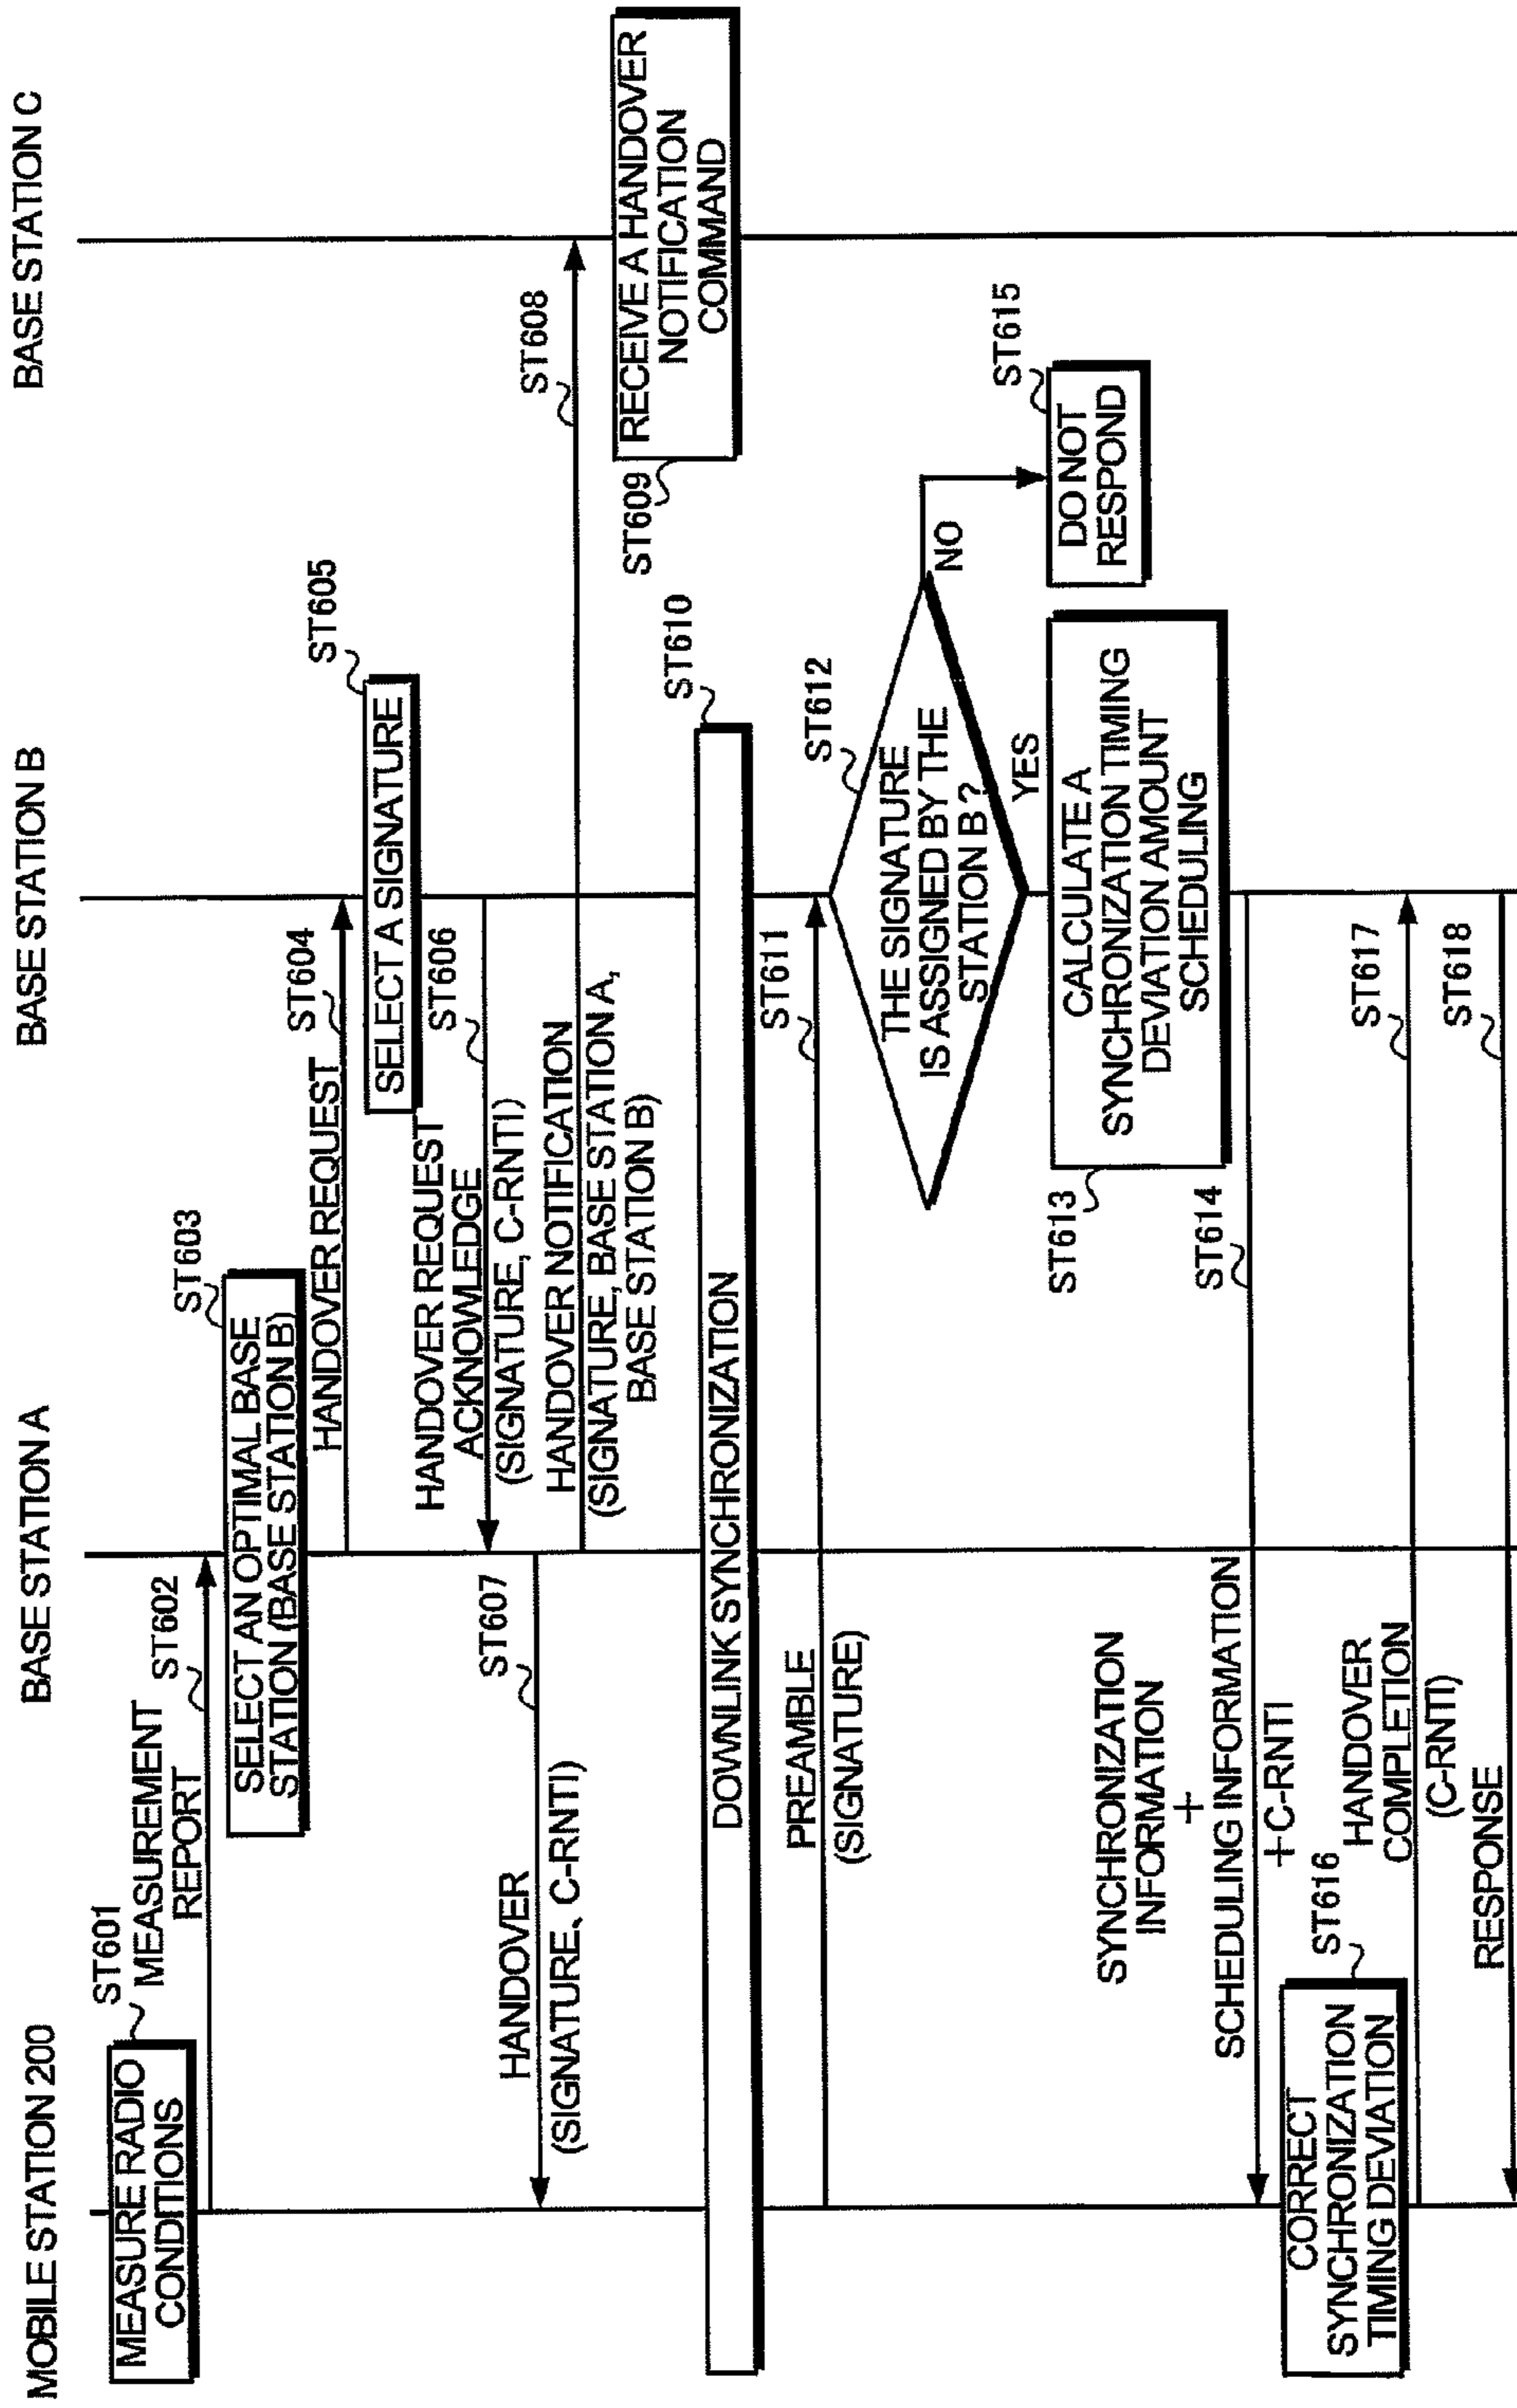 MOBILE STATION 200
BASE STATION A
BASE STATION B
BASE STATION C
ST601
MEASURE RADIO
CONDITIONS
MEASUREMENT
REPORT
ST602
ST603
SELECT AN OPTIMAL BASE
STATION (BASE STATION B)
HANDOVER REQUEST
ST604
ST605
SELECT A SIGNATURE
HANDOVER REQUEST
ACKNOWLEDGE
(SIGNATURE, C-RNTI)
ST606
HANDOVER
(SIGNATURE、C-RNTI)
ST607
HANDOVER NOTIFICATION
(SIGNATURE, BASE STATION A,
BASE STATION B)
ST608
ST609
RECEIVE A HANDOVER
NOTIFICATION
COMMAND
ST610
DOWNLINK SYNCHRONIZATION
PREAMBLE
(SIGNATURE)
ST611
ST612
THE SIGNATURE
IS ASSIGNED BY THE
STATION B ?
NO
YES
ST615
DO NOT
RESPOND
CALCULATE A
SYNCHRONIZATION TIMING
DEVIATION AMOUNT
SCHEDULING
ST613
ST614
SYNCHRONIZATION
INFORMATION
+
SCHEDULING INFORMATION
+C-RNTI
ST616
CORRECT
SYNCHRONIZATION
TIMING DEVIATION
HANDOVER
COMPLETION
(C-RNTI)
ST617
RESPONSE
ST618